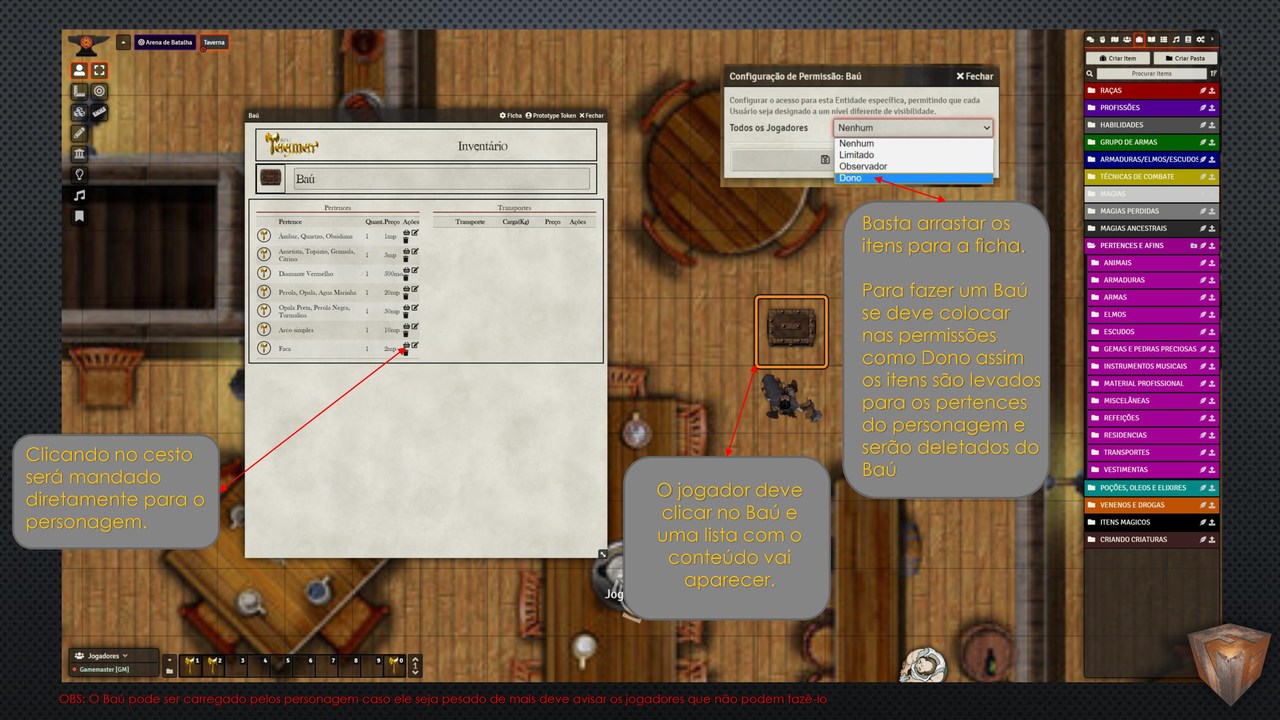 Arena de Batalha
Taverna
Baú
Ficha
Prototype Token
Fechar
Tagmar
Inventário
Baú
Pertences
Transportes
Pertence
Quant.
Preço
Ações
Transporte
Carga(Kg)
Preço
Ações
Âmbar, Quartzo, Obsidiana 1 1mp
Ametista, Topázio, Granada, Citrino 1 5mp
Diamante Vermelho 1 500mo
Perola, Opala, Agua Marinha 1 20mp
Opala Preta, Perola Negra, Turmalina 1 50mp
Arco simples 1 10mp
Faca 1 2mp
Configuração de Permissão: Baú
Fechar
Configurar o acesso para esta Entidade específica, permitindo que cada
Usuário seja designado a um nível diferente de visibilidade.
Todos os Jogadores
Nenhum
Nenhum
Limitado
Observador
Dono
Basta arrastar os
itens para a ficha.
Para fazer um Baú
se deve colocar
nas permissões
como Dono assim
os itens são levados
para os pertences
do personagem e
serão deletados do
Baú
Clicando no cesto
será mandado
diretamente para o
personagem.
O jogador deve
clicar no Baú e
uma lista com o
conteúdo vai
aparecer.
Jog
Criar Item
Criar Pasta
Procurar Items
RAÇAS
PROFISSÕES
HABILIDADES
GRUPO DE ARMAS
ARMADURAS/ELMOS/ESCUDOS
TÉCNICAS DE COMBATE
MAGIAS
MAGIAS PERDIDAS
MAGIAS ANCESTRAI
PERTENCES E AFINS
ANIMAIS
ARMADURAS
ARMAS
ELMOS
ESCUDOS
GEMAS E PEDRAS PRECIOSAS
INSTRUMENTOS MUSICAIS
MATERIAL PROFISSIONAL
MISCELÂNEAS
REFEIÇÕES
RESIDENCIAS
TRANSPORTES
VESTIMENTAS
POÇÕES, OLEOS E ELIXIRES
VENENOS E DROGAS
ITENS MAGICOS
CRIANDO CRIATURAS
Jogadores
Gamemaster [GM]
1 2 3 4 5 6 7 8 9 0
1
OBS: O Baú pode ser carregado pelos personagem caso ele seja pesado de mais deve avisar os jogadores que não podem fazê-lo